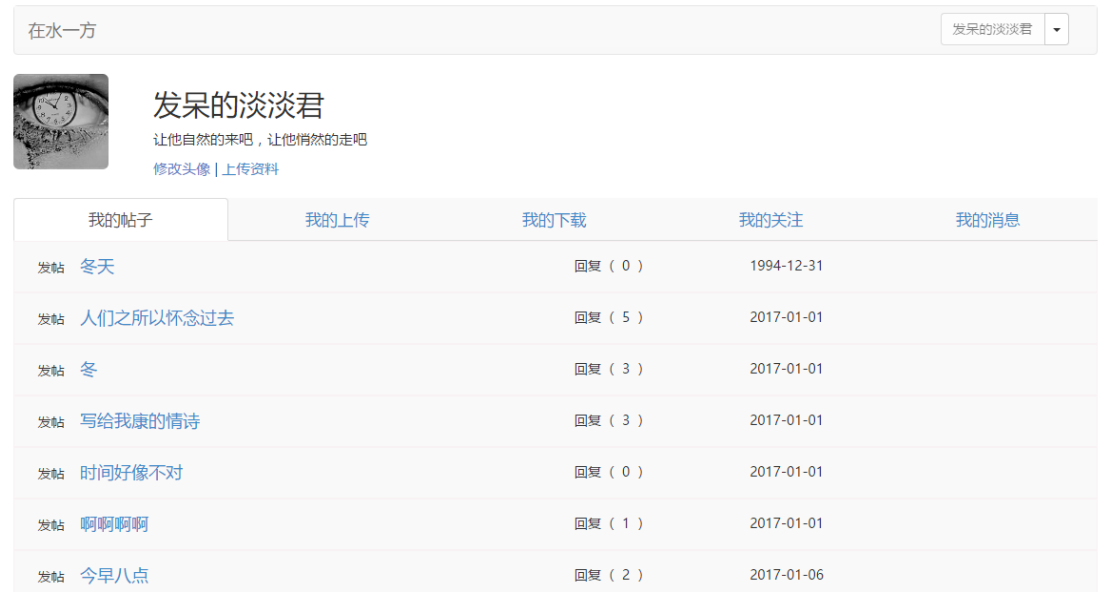 在水一方 发呆的淡淡君
发呆的淡淡君
让他自然的来吧，让他悄然的走吧
修改头像 | 上传资料
我的帖子 我的上传 我的下载 我的关注 我的消息
发帖 冬天 回复（ 0 ） 1994-12-31
发帖 人们之所以怀念过去 回复（ 5 ） 2017-01-01
发帖 冬 回复（ 3 ） 2017-01-01
发帖 写给我康的情诗 回复（ 3 ） 2017-01-01
发帖 时间好像不对 回复（ 0 ） 2017-01-01
发帖 啊啊啊啊 回复（ 1 ） 2017-01-01
发帖 今早八点 回复（ 2 ） 2017-01-06